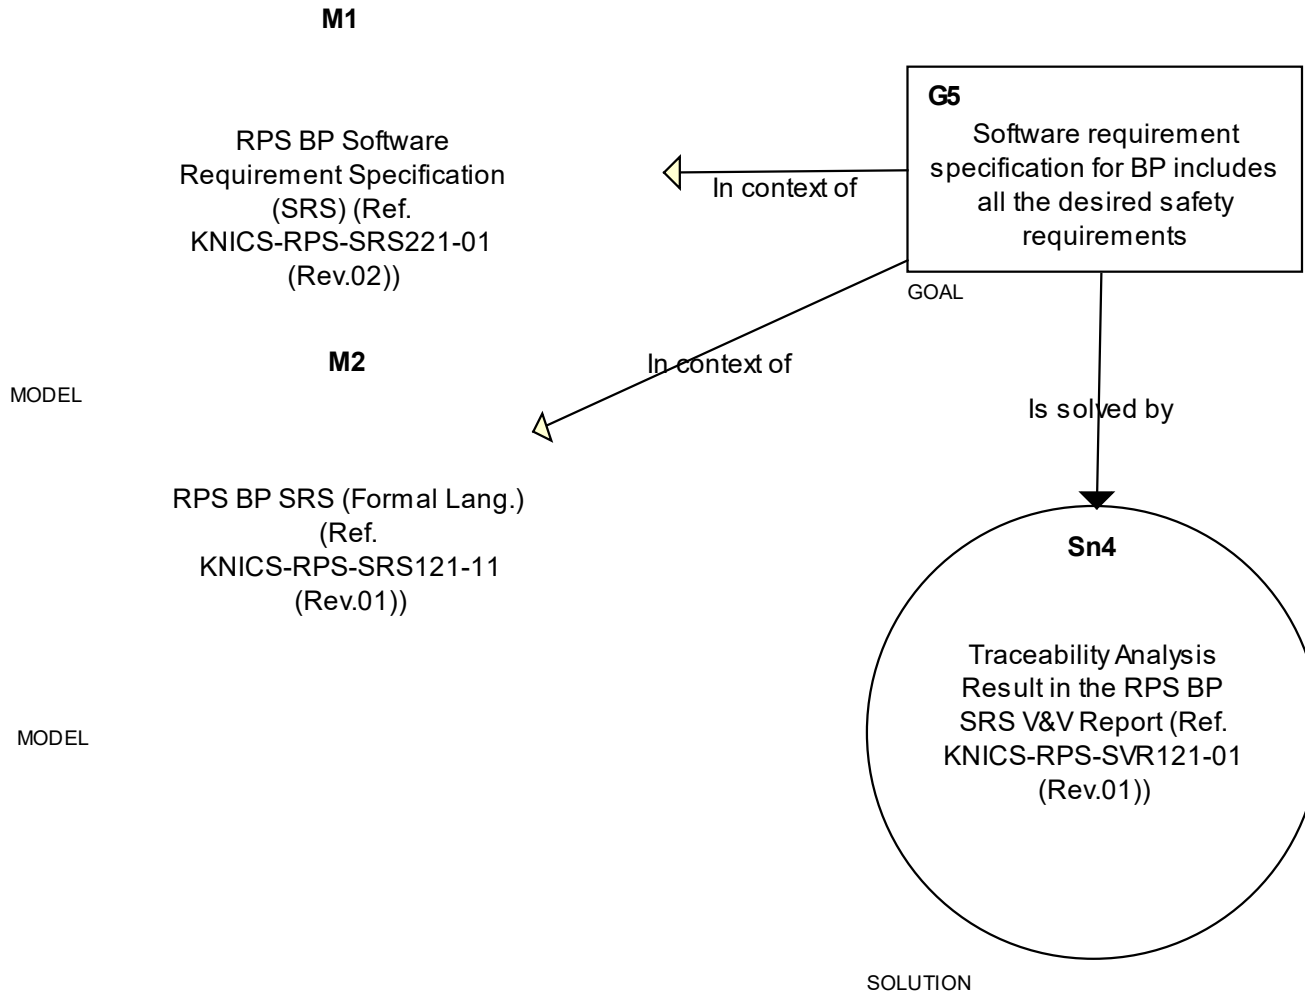 M1
RPS BP Software
Requirement Specification
(SRS) (Ref.
KNICS-RPS-SRS221-01
(Rev.02))
MODEL
G5
Software requirement
specification for BP includes
all the desired safety
requirements
GOAL
In context of
In context of
M2
RPS BP SRS (Formal Lang.)
(Ref.
KNICS-RPS-SRS121-11
(Rev.01))
MODEL
Is solved by
Sn4
Traceability Analysis
Result in the RPS BP
SRS V&V Report (Ref.
KNICS-RPS-SVR121-01
(Rev.01))
SOLUTION